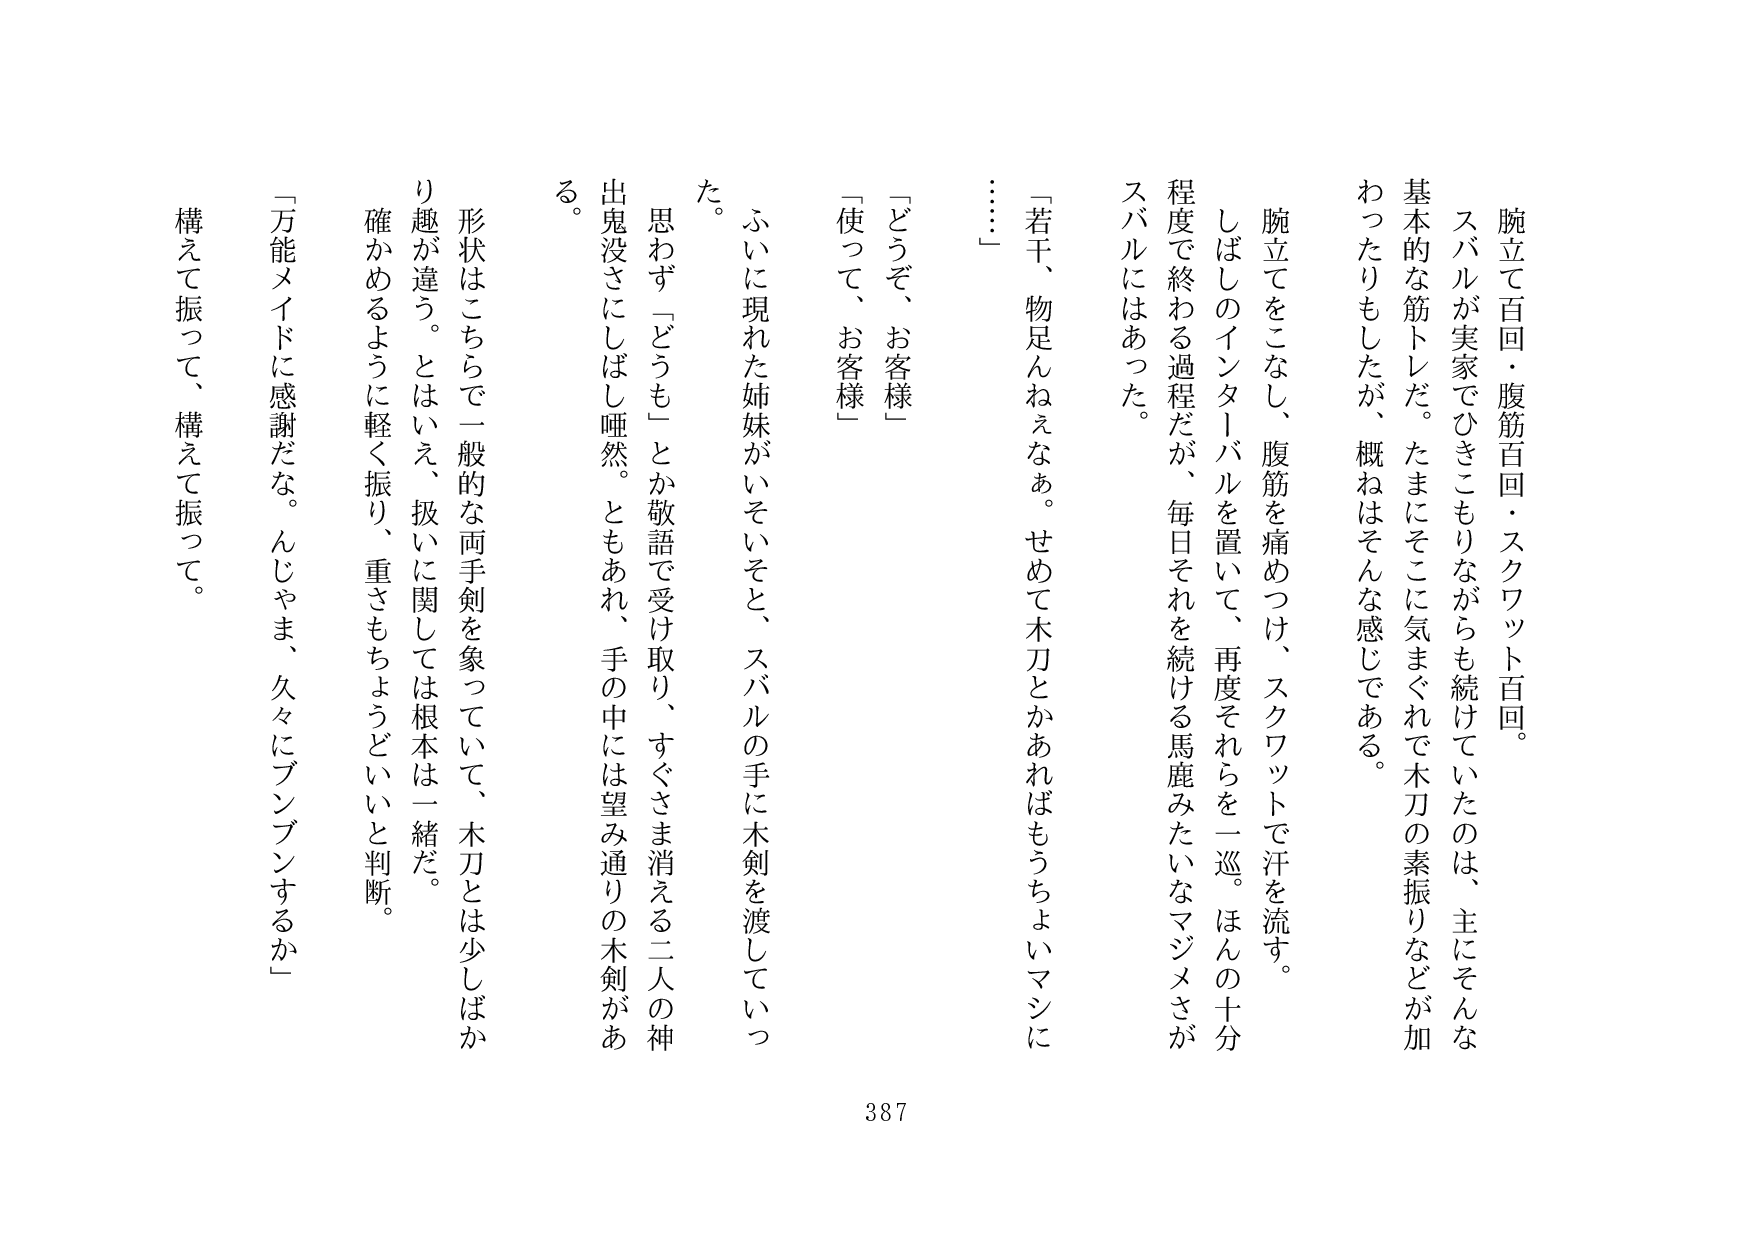 腕立て百回・腹筋百回・スクワット百回。
スバルが実家でひきこもりながらも続けていたのは、主にそんな
基本的な筋トレだ。たまにそこに気まぐれで木刀の素振りなどが加
わったりもしたが、概ねはそんな感じである。
腕立てをこなし、腹筋を痛めつけ、スクワットで汗を流す。
しばしのインターバルを置いて、再度それらを一巡。ほんの十分
程度で終わる過程だが、毎日それを続ける馬鹿みたいなマジメさが
スバルにはあった。
「若干、物足んねぇなぁ。せめて木刀とかあればもうちょいマシに
……」
「どうぞ、お客様」
「使って、お客様」
ふいに現れた姉妹がいそいそと、スバルの手に木剣を渡していっ
た。
思わず「どうも」とか敬語で受け取り、すぐさま消える二人の神
出鬼没さにしばし唖然。ともあれ、手の中には望み通りの木剣があ
る。
形状はこちらで一般的な両手剣を象っていて、木刀とは少しばか
り趣が違う。とはいえ、扱いに関しては根本は一緒だ。
確かめるように軽く振り、重さもちょうどいいと判断。
「万能メイドに感謝だな。んじゃま、久々にブンブンするか」
構えて振って、構えて振って。
387